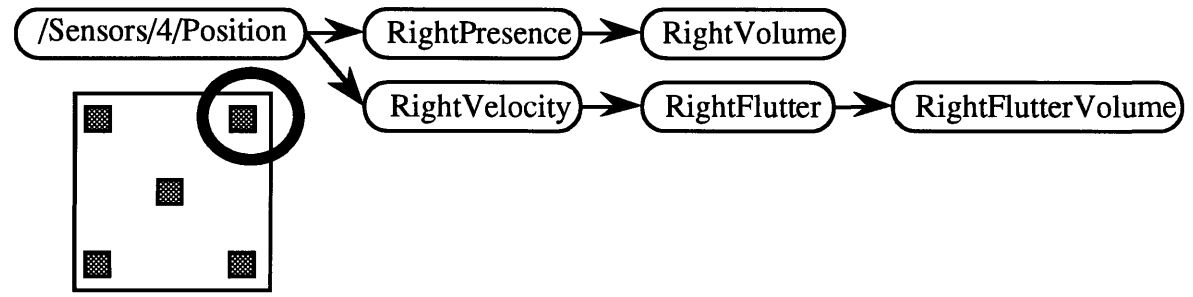 /Sensors/4/Position
RightPresence
RightVolume
RightVelocity
RightFlutter
RightFlutterVolume